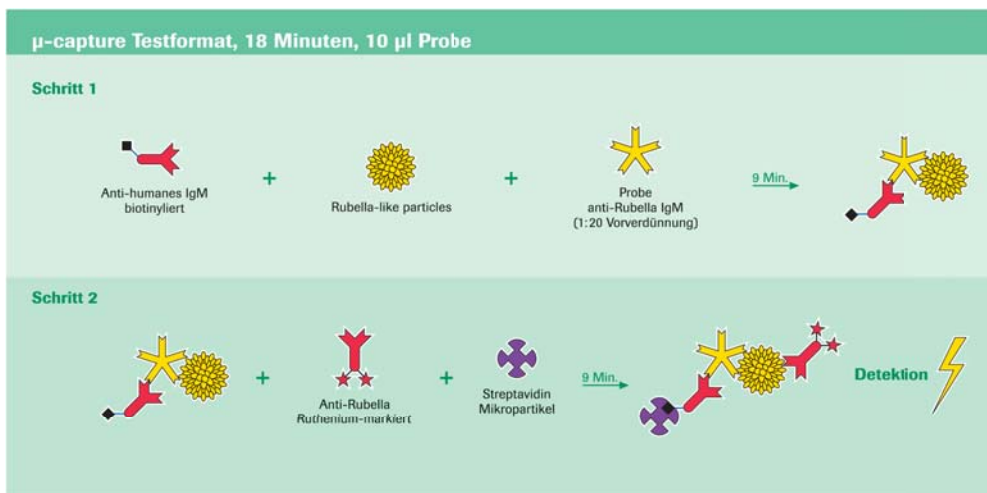 µ-capture Testformat, 18 Minuten, 10 µl Probe
Schritt 1
Anti-humanes IgM
biotinyliert
+
Rubella-like particles
+
Probe
anti-Rubella IgM
(1:20 Vorverdünnung)
9 Min.
Schritt 2
+
Anti-Rubella
Ruthenium-markiert
+
Streptavidin
Mikropartikel
9 Min.
Detektion